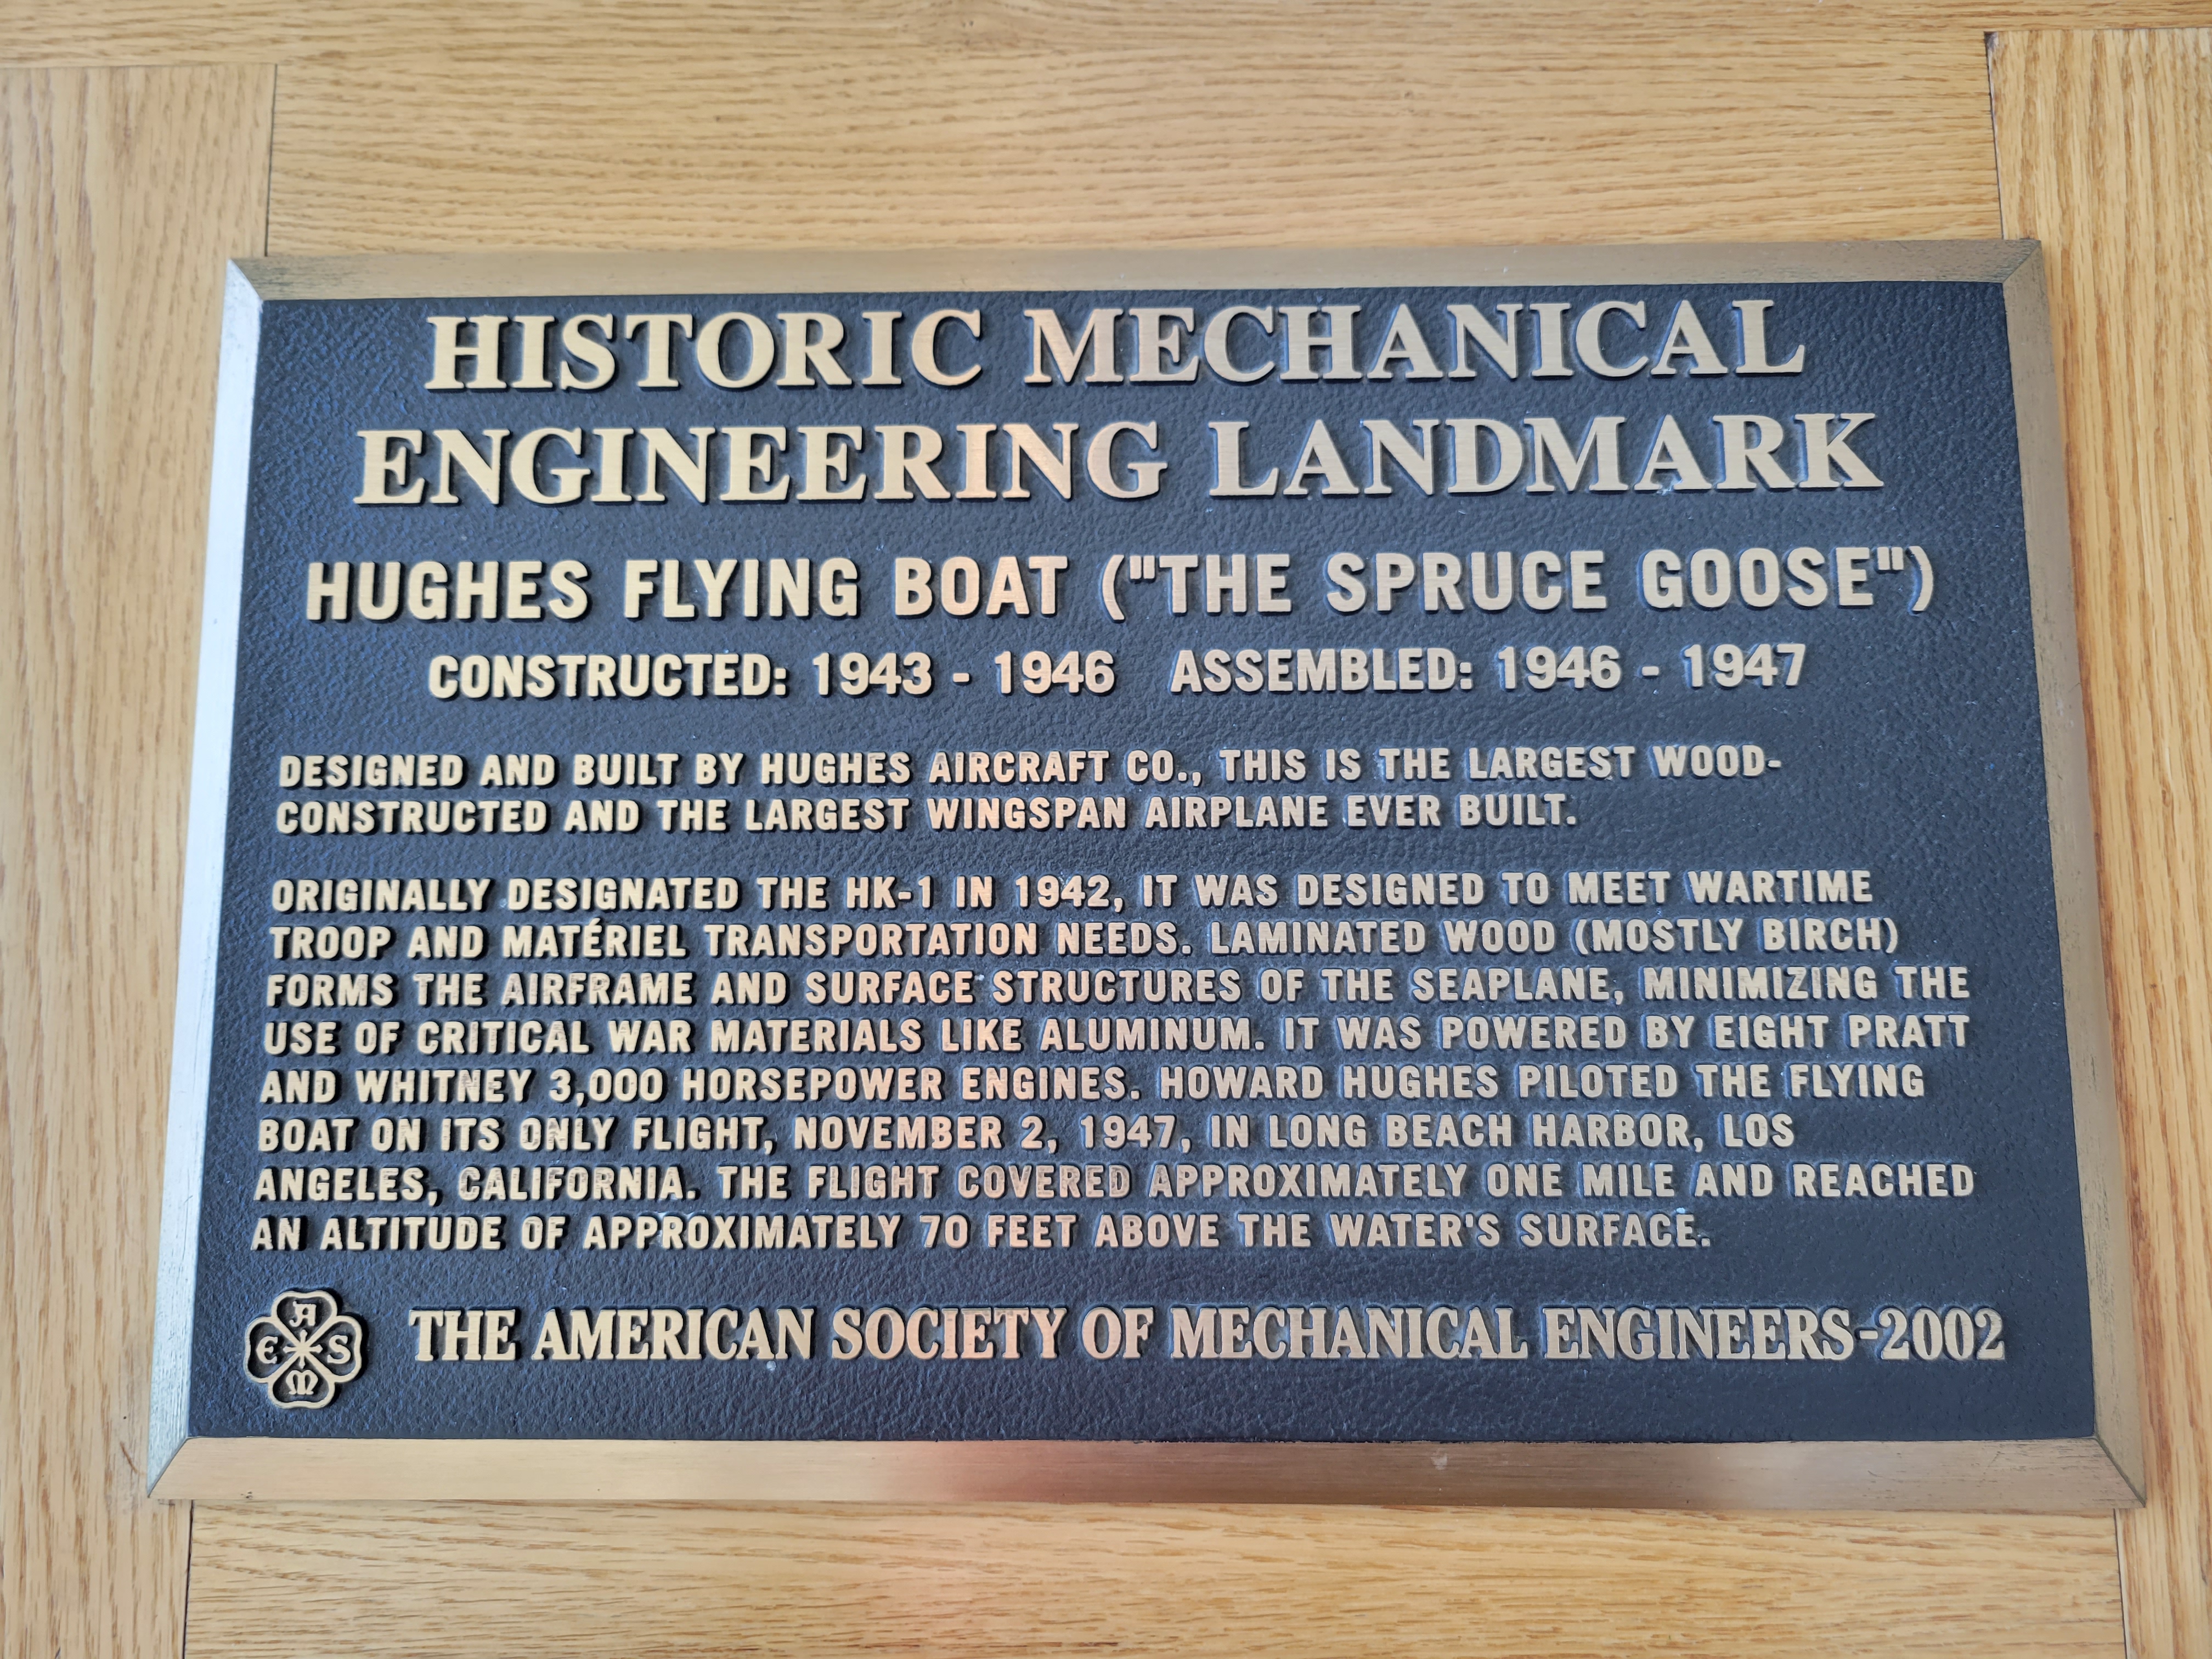 HISTORIC MECHANICAL
ENGINEERING LANDMARK
HUGHES FLYING BOAT ("THE SPRUCE GOOSE")
CONSTRUCTED: 1943 - 1946 ASSEMBLED: 1946 - 1947
DESIGNED AND BUILT BY HUGHES AIRCRAFT CO., THIS IS THE LARGEST WOOD-
CONSTRUCTED AND THE LARGEST WINGSPAN AIRPLANE EVER BUILT.
ORIGINALLY DESIGNATED THE HK-1 IN 1942, IT WAS DESIGNED TO MEET WARTIME
TROOP AND MATÉRIEL TRANSPORTATION NEEDS. LAMINATED WOOD (MOSTLY BIRCH)
FORMS THE AIRFRAME AND SURFACE STRUCTURES OF THE SEAPLANE, MINIMIZING THE
USE OF CRITICAL WAR MATERIALS LIKE ALUMINUM. IT WAS POWERED BY EIGHT PRATT
AND WHITNEY 3,000 HORSEPOWER ENGINES. HOWARD HUGHES PILOTED THE FLYING
BOAT ON ITS ONLY FLIGHT, NOVEMBER 2, 1947, IN LONG BEACH HARBOR, LOS
ANGELES, CALIFORNIA. THE FLIGHT COVERED APPROXIMATELY ONE MILE AND REACHED
AN ALTITUDE OF APPROXIMATELY 70 FEET ABOVE THE WATER'S SURFACE.
A S M E
THE AMERICAN SOCIETY OF MECHANICAL ENGINEERS-2002